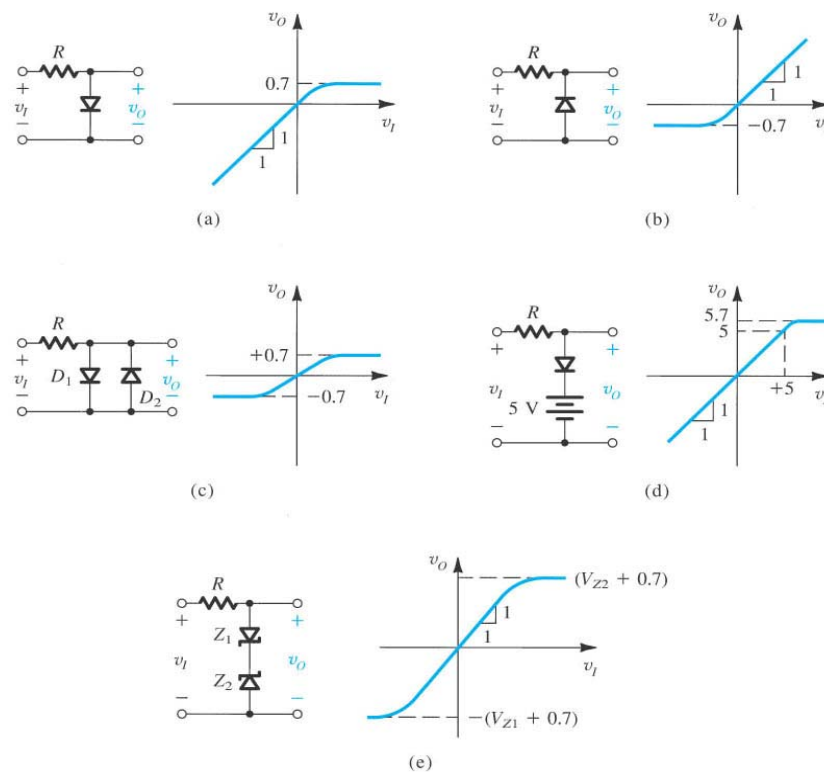 R
+
v_I
−
+
v_O
−
v_O
0.7
1
1
v_I
(a)
R
+
v_I
−
+
v_O
−
v_O
1
1
−0.7
v
(b)
R
+
v_I
−
D_1
D_2
+
v_O
−
v_O
+0.7
−0.7
v_I
(c)
R
+
v_I
−
5 V
+
v_O
−
v_O
5.7
5
+5
1
1
v
(d)
R
+
v_I
−
Z_1
Z_2
+
v_O
−
v_O
(V_Z2 + 0.7)
1
1
v_I
−(V_Z1 + 0.7)
(e)